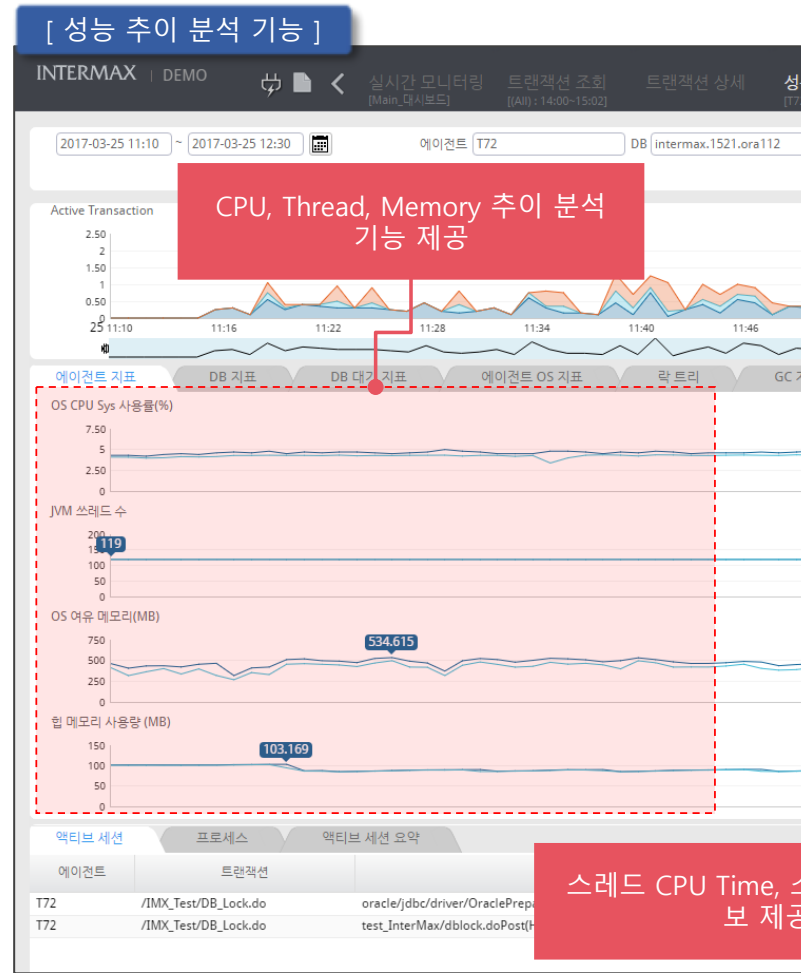 [ 성능 추이 분석 기능 ]
INTERMAX | DEMO
실시간 모니터링 트랜잭션 조회 트랜잭션 상세
[Main_대시보드] [(All) : 14:00~15:02]
2017-03-25 11:10 ~ 2017-03-25 12:30 에이전트 T72 DB intermax.1521.ora112
CPU, Thread, Memory 추이 분석
기능 제공
Active Transaction
2.50
2
1.50
1
0.50
0
25 11:10 11:16 11:22 11:28 11:34 11:40 11:46
에이전트 지표 DB 지표 DB 대기 지표 에이전트 OS 지표 락 트리 GC
OS CPU Sys 사용률(%)
7.50
5
2.50
0
JVM 쓰레드 수
200
119
100
50
0
OS 여유 메모리(MB)
750
534.615
500
250
0
힙 메모리 사용량 (MB)
150
103.169
100
50
0
액티브 세션 프로세스 액티브 세션 요약
에이전트 트랜잭션
스레드 CPU Time,
보 제공
T72 /IMX_Test/DB_Lock.do oracle/jdbc/driver/OraclePrep
T72 /IMX_Test/DB_Lock.do test_InterMax/dblock.doPost(H